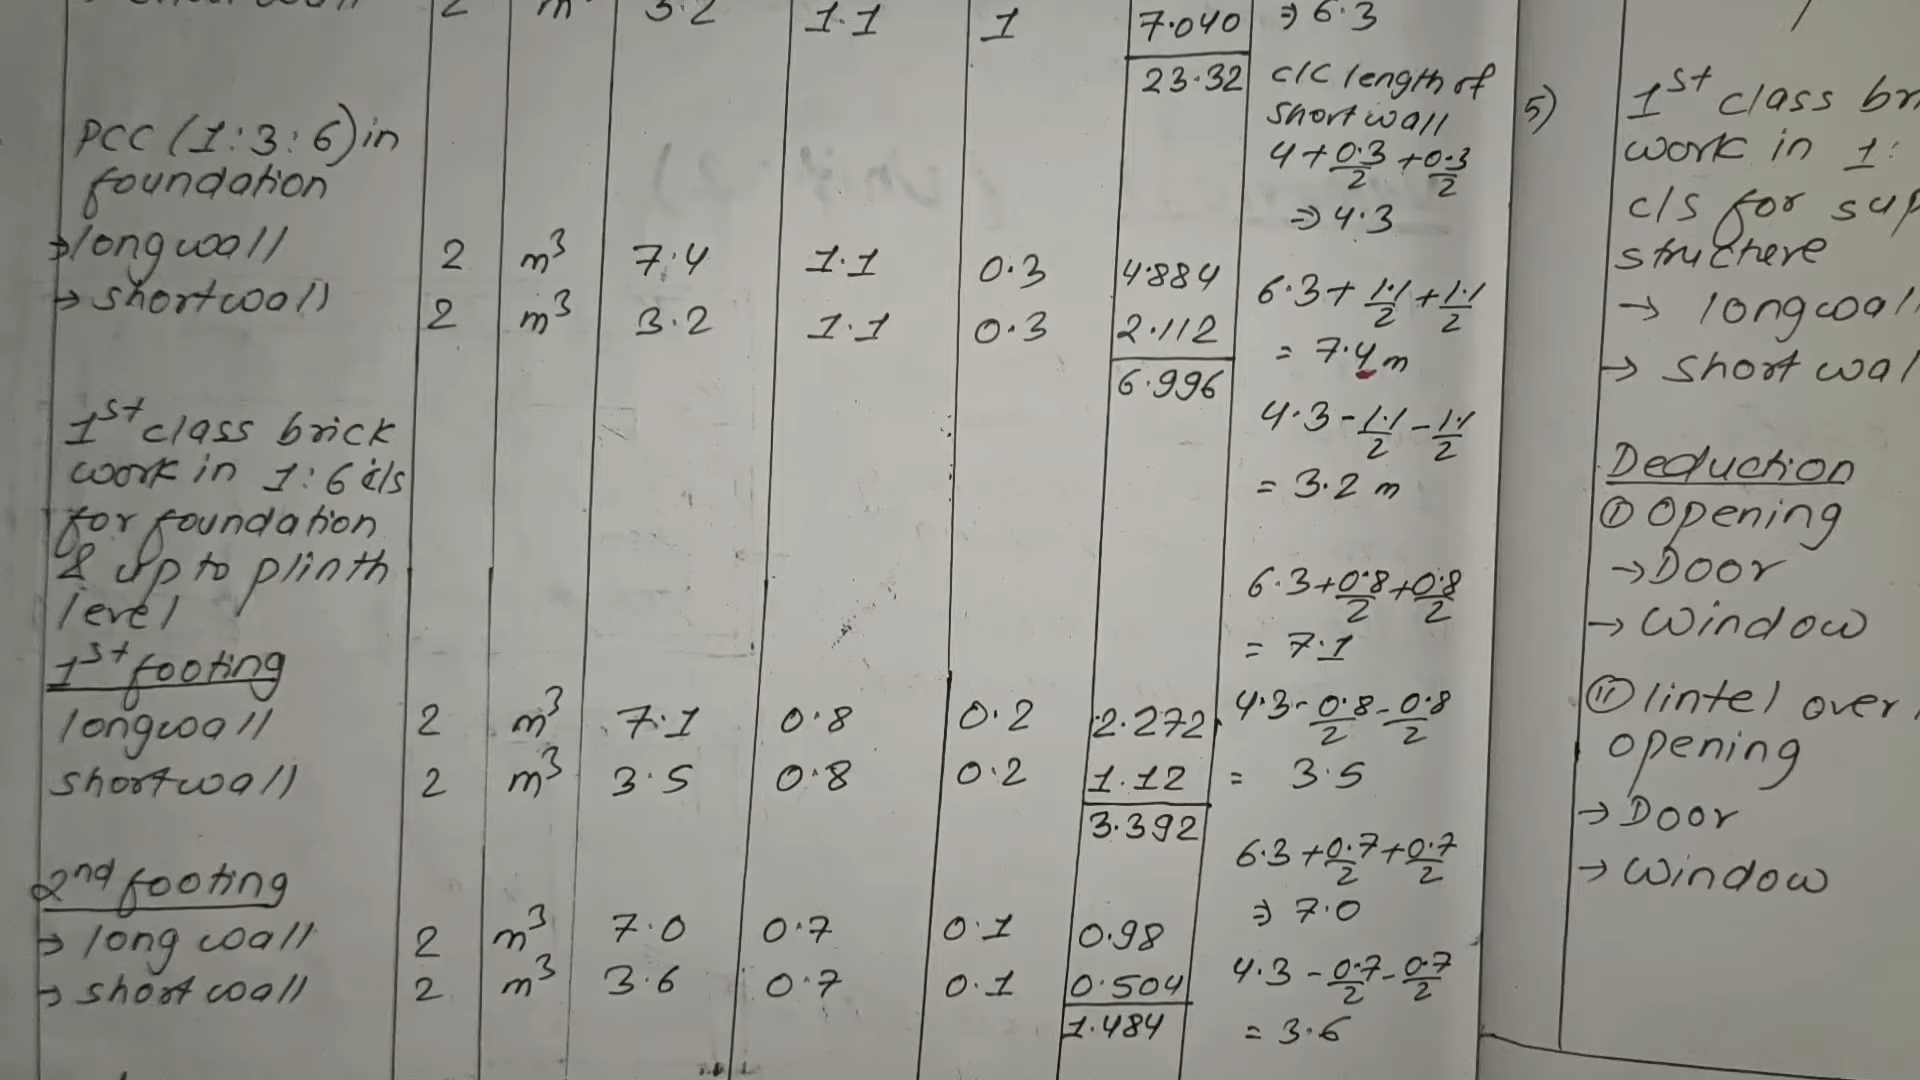 2 m 3.2 1.1 1 7.040 ⇒ 6.3
23.32 c/c length of
short wall
4 + 0.3/2 + 0.3/2
⇒ 4.3
PCC (1:3:6) in
foundation
→ long wall 2 m³ 7.4 1.1 0.3 4.884
→ short wall 2 m³ 3.2 1.1 0.3 2.112
6.996
6.3 + 1.1/2 + 1.1/2
= 7.4 m
4.3 - 1.1/2 - 1.1/2
= 3.2 m
1st class brick
work in 1:6 c/s
for foundation
& up to plinth
level
6.3 + 0.8/2 + 0.8/2
= 7.1
1st footing
long wall 2 m³ 7.1 0.8 0.2 2.272
short wall 2 m³ 3.5 0.8 0.2 1.12
3.392
4.3 - 0.8/2 - 0.8/2
= 3.5
2nd footing
→ long wall 2 m³ 7.0 0.7 0.1 0.98
→ short wall 2 m³ 3.6 0.7 0.1 0.504
1.484
6.3 + 0.7/2 + 0.7/2
⇒ 7.0
4.3 - 0.7/2 - 0.7/2
= 3.6
5) 1st class br
work in 1:
c/s for sup
structere
→ long wall
→ short wal
Deduction
(i) Opening
→ Door
→ Window
(ii) lintel over
opening
→ Door
→ Window